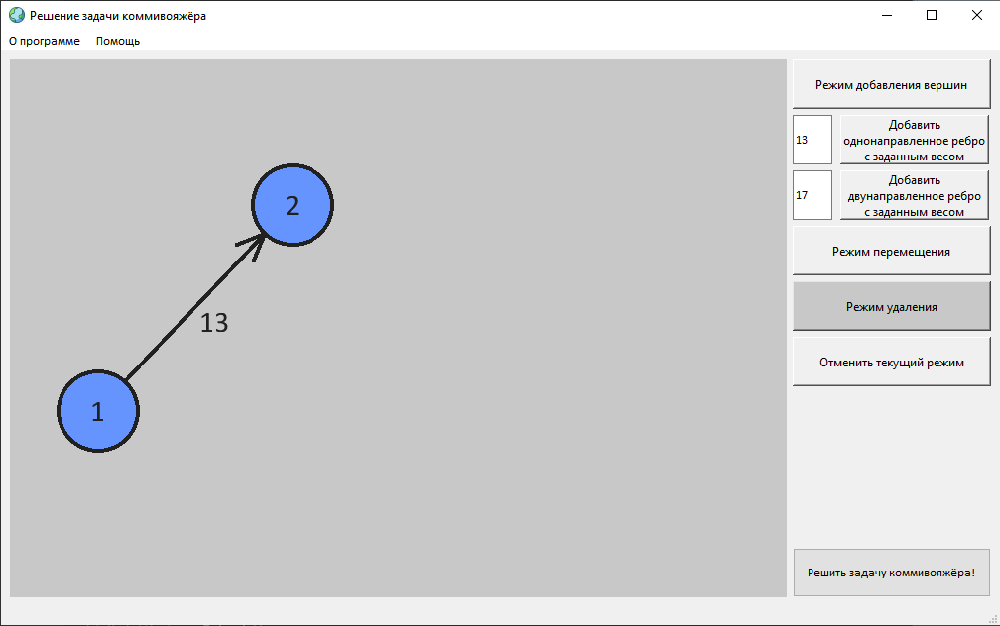 Решение задачи коммивояжёра
О программе Помощь
Режим добавления вершин
13
Добавить
однонаправленное ребро
с заданным весом
17
Добавить
двунаправленное ребро
с заданным весом
Режим перемещения
Режим удаления
Отменить текущий режим
Решить задачу коммивояжёра!
2
13
1